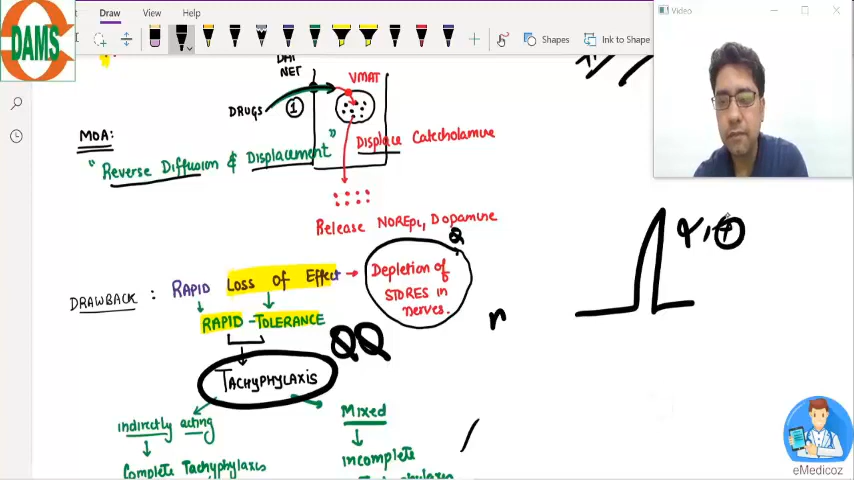 Draw View Help
Video
DAMS
Shapes
Ink to Shape
NET
VMAT
DRUGS 1
MOA:
Displace Catecholamine
"Reverse Diffusion & Displacement"
Release NOREpi, Dopamine
Q
DRAWBACK : RAPID Loss of Effect → Depletion of
STORES in
nerves.
RAPID - TOLERANCE
QQ
n
TACHYPHYLAXIS
α1 +
Indirectly acting
Mixed
Complete Tachyphylaxis
incomplete
eMedicoz